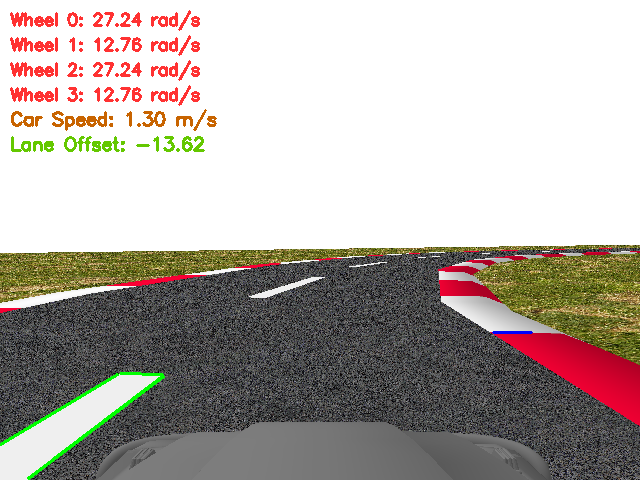 Wheel 0: 27.24 rad/s
Wheel 1: 12.76 rad/s
Wheel 2: 27.24 rad/s
Wheel 3: 12.76 rad/s
Car Speed: 1.30 m/s
Lane Offset: -13.62